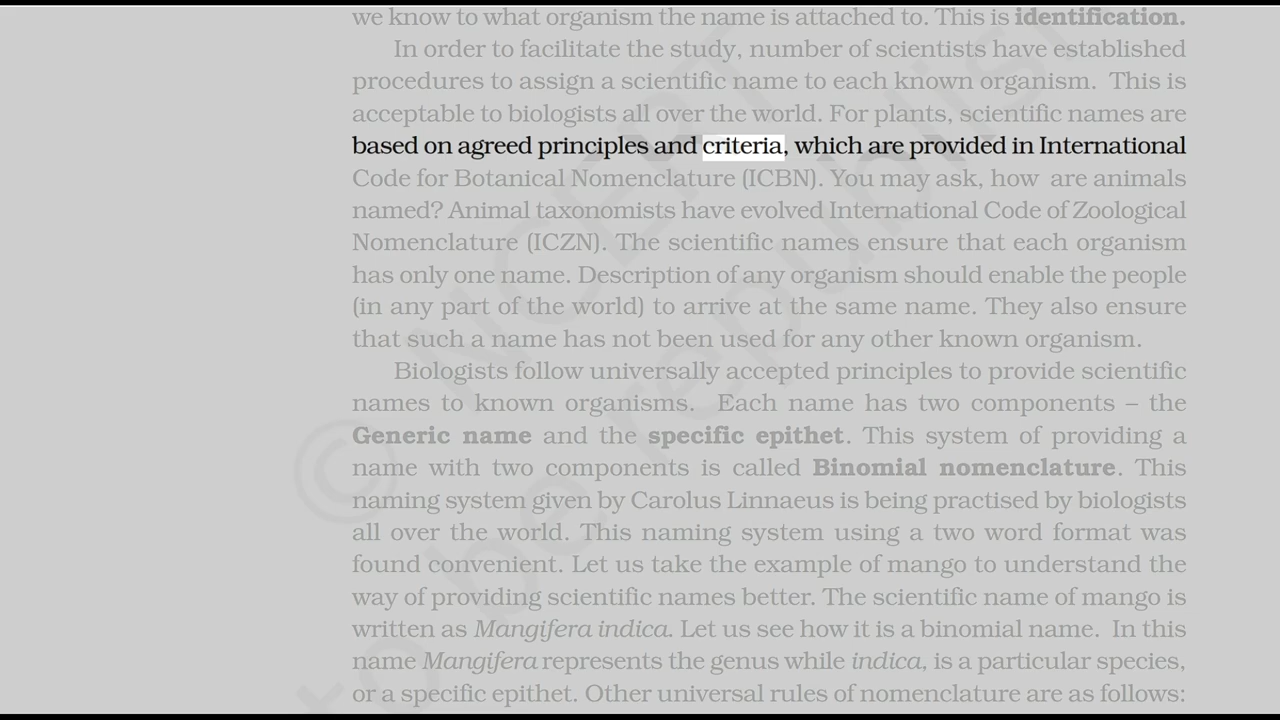 we know to what organism the name is attached to. This is identification.
In order to facilitate the study, number of scientists have established
procedures to assign a scientific name to each known organism. This is
acceptable to biologists all over the world. For plants, scientific names are
based on agreed principles and criteria, which are provided in International
Code for Botanical Nomenclature (ICBN). You may ask, how are animals
named? Animal taxonomists have evolved International Code of Zoological
Nomenclature (ICZN). The scientific names ensure that each organism
has only one name. Description of any organism should enable the people
(in any part of the world) to arrive at the same name. They also ensure
that such a name has not been used for any other known organism.
Biologists follow universally accepted principles to provide scientific
names to known organisms. Each name has two components – the
Generic name and the specific epithet. This system of providing a
name with two components is called Binomial nomenclature. This
naming system given by Carolus Linnaeus is being practised by biologists
all over the world. This naming system using a two word format was
found convenient. Let us take the example of mango to understand the
way of providing scientific names better. The scientific name of mango is
written as Mangifera indica. Let us see how it is a binomial name. In this
name Mangifera represents the genus while indica, is a particular species,
or a specific epithet. Other universal rules of nomenclature are as follows:
© NCERT
to be republish